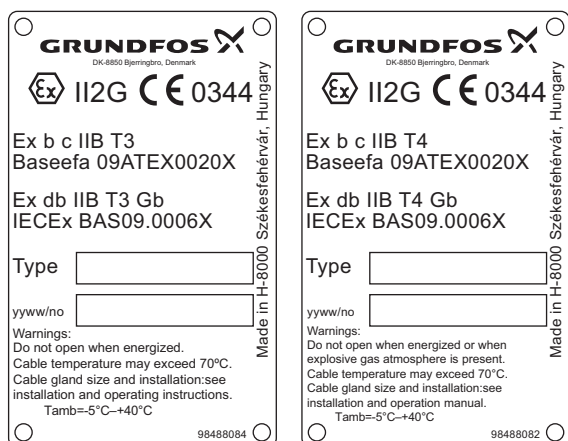 GRUNDFOS
DK-8850 Bjerringbro, Denmark
Ex II2G CE 0344
Ex b c IIB T3
Baseefa 09ATEX0020X
Ex db IIB T3 Gb
IECEx BAS09.0006X
Type
yyww/no
Warnings:
Do not open when energized.
Cable temperature may exceed 70ºC.
Cable gland size and installation:see
installation and operating instructions.
Tamb=-5°C–+40°C
98488084
Made in H-8000 Székesfehérvár, Hungary
GRUNDFOS
DK-8850 Bjerringbro, Denmark
Ex II2G CE 0344
Ex b c IIB T4
Baseefa 09ATEX0020X
Ex db IIB T4 Gb
IECEx BAS09.0006X
Type
yyww/no
Warnings:
Do not open when energized or when
explosive gas atmosphere is present.
Cable temperature may exceed 70°C.
Cable gland size and installation:see
installation and operation manual.
Tamb=-5°C–+40°C
98488082
Made in H-8000 Székesfehérvár, Hungary